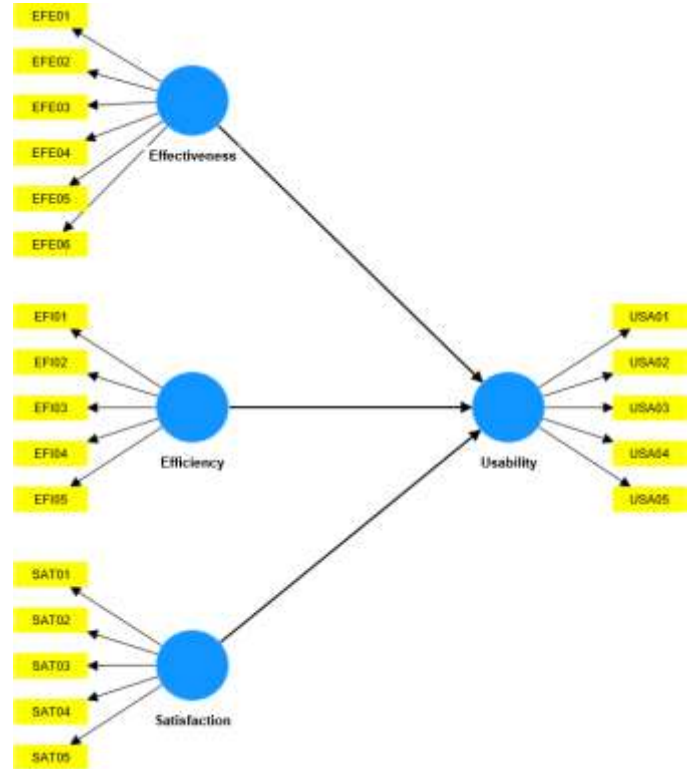 EFE01
EFE02
EFE03
EFE04
EFE05
EFE06
Effectiveness
EFI01
EFI02
EFI03
EFI04
EFI05
Efficiency
SAT01
SAT02
SAT03
SAT04
SAT05
Satisfaction
USA01
USA02
USA03
USA04
USA05
Usability